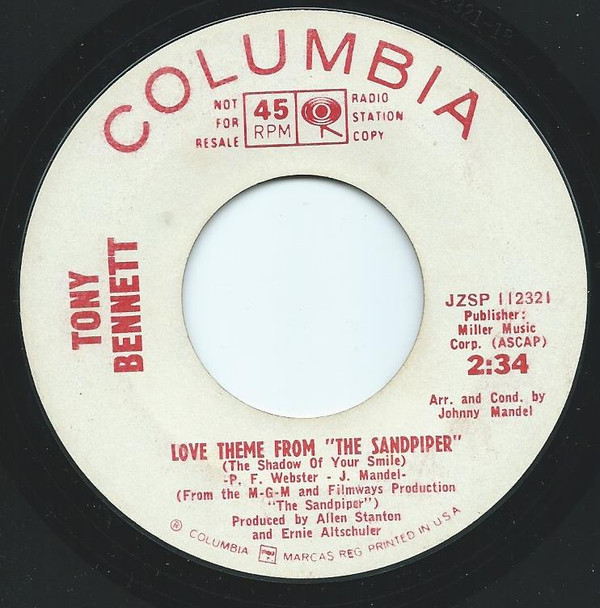 COLUMBIA
NOT
FOR
RESALE
45
RPM
RADIO
STATION
COPY
TONY
BENNETT
JZSP 112321
Publisher:
Miller Music
Corp. (ASCAP)
2:34
Arr. and Cond. by
Johnny Mandel
LOVE THEME FROM "THE SANDPIPER"
(The Shadow Of Your Smile)
-P. F. Webster - J. Mandel-
(From the M-G-M and Filmways Production
"The Sandpiper")
Produced by Allen Stanton
and Ernie Altschuler
® COLUMBIA MARCAS REG PRINTED IN U.S.A.